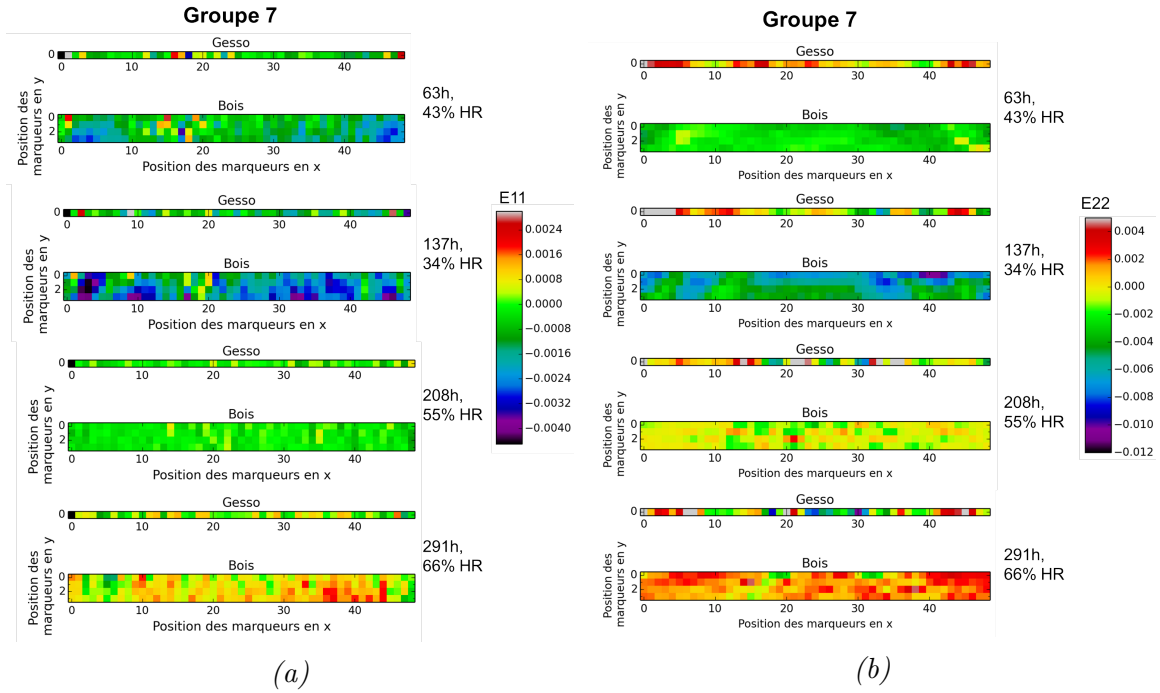 Groupe 7
Gesso
0
0 10 20 30 40
Bois
0
2
0 10 20 30 40
Position des marqueurs en y
Position des marqueurs en x
63h,
43% HR
Gesso
0
0 10 20 30 40
Bois
0
2
0 10 20 30 40
Position des marqueurs en x
137h,
34% HR
Gesso
0
0 10 20 30 40
Bois
0
2
0 10 20 30 40
Position des marqueurs en y
Position des marqueurs en x
208h,
55% HR
Gesso
0
0 10 20 30 40
Bois
0
2
0 10 20 30 40
Position des marqueurs en y
Position des marqueurs en x
291h,
66% HR
E11
0.0024
0.0016
0.0008
0.0000
−0.0008
−0.0016
−0.0024
−0.0032
−0.0040
(a)
Groupe 7
Gesso
0
0 10 20 30 40
Bois
0
2
0 10 20 30 40
Position des marqueurs en y
Position des marqueurs en x
63h,
43% HR
Gesso
0
0 10 20 30 40
Bois
0
2
0 10 20 30 40
Position des marqueurs en y
Position des marqueurs en x
137h,
34% HR
Gesso
0
0 10 20 30 40
Bois
0
2
0 10 20 30 40
Position des marqueurs en y
Position des marqueurs en x
208h,
55% HR
Gesso
0
0 10 20 30 40
Bois
0
2
0 10 20 30 40
Position des marqueurs en y
Position des marqueurs en x
291h,
66% HR
E22
0.004
0.002
0.000
−0.002
−0.004
−0.006
−0.008
−0.010
−0.012
(b)